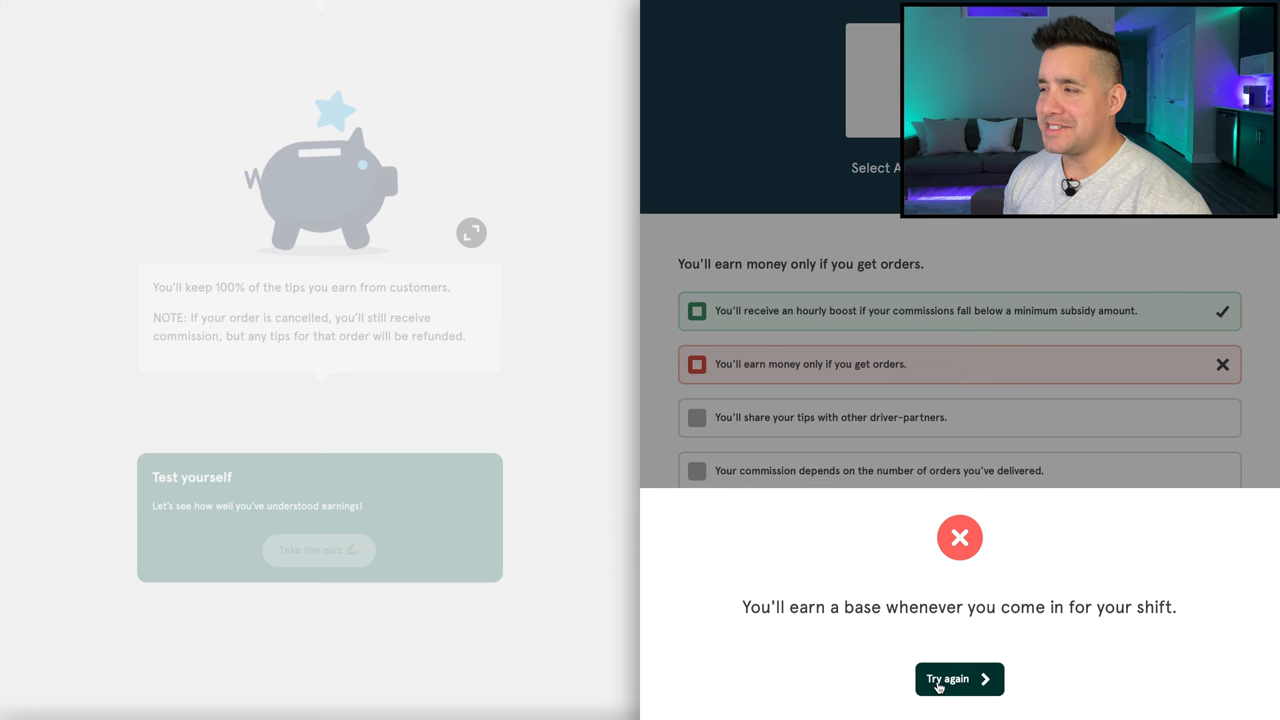 You'll keep 100% of the tips you earn from customers.
NOTE: If your order is cancelled, you'll still receive
commission, but any tips for that order will be refunded.
Test yourself
Let's see how well you've understood earnings!
Take the quiz ✍️
Select A
You'll earn money only if you get orders.
You'll receive an hourly boost if your commissions fall below a minimum subsidy amount.
You'll earn money only if you get orders.
You'll share your tips with other driver-partners.
Your commission depends on the number of orders you've delivered.
You'll earn a base whenever you come in for your shift.
Try again